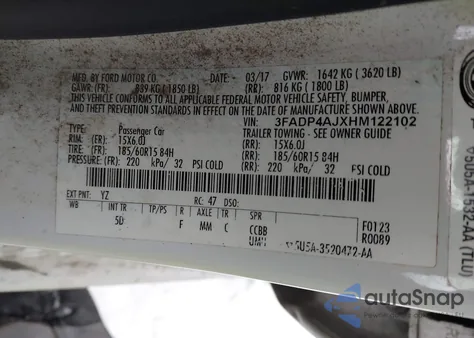 MFD. BY FORD MOTOR CO.
DATE: 03/17 GVWR: 1642 KG ( 3620 LB)
GAWR: (FR): 839 KG ( 1850 LB) (RR): 816 KG ( 1800 LB)
THIS VEHICLE CONFORMS TO ALL APPLICABLE FEDERAL MOTOR VEHICLE SAFETY, BUMPER,
AND THEFT PREVENTION STANDARDS IN EFFECT ON THE DATE OF MANUFACTURE SHOWN ABOVE.
VIN: 3FADP4AJXHM122102
TYPE: Passenger Car TRAILER TOWING - SEE OWNER GUIDE
RIM: (FR): 15X6.0J (RR): 15X6.0J
TIRE: (FR): 185/60R15 84H (RR): 185/60R15 84H
PRESSURE: (FR): 220 kPa/ 32 PSI COLD (RR): 220 kPa/ 32 PSI COLD
EXT PNT: YZ RC: 47 DSO:
WB INT TR TP/PS R AXLE TR SPR
5D F MM C CCBB
F0123
R0089
5U5A-3520472-AA
autoSnap